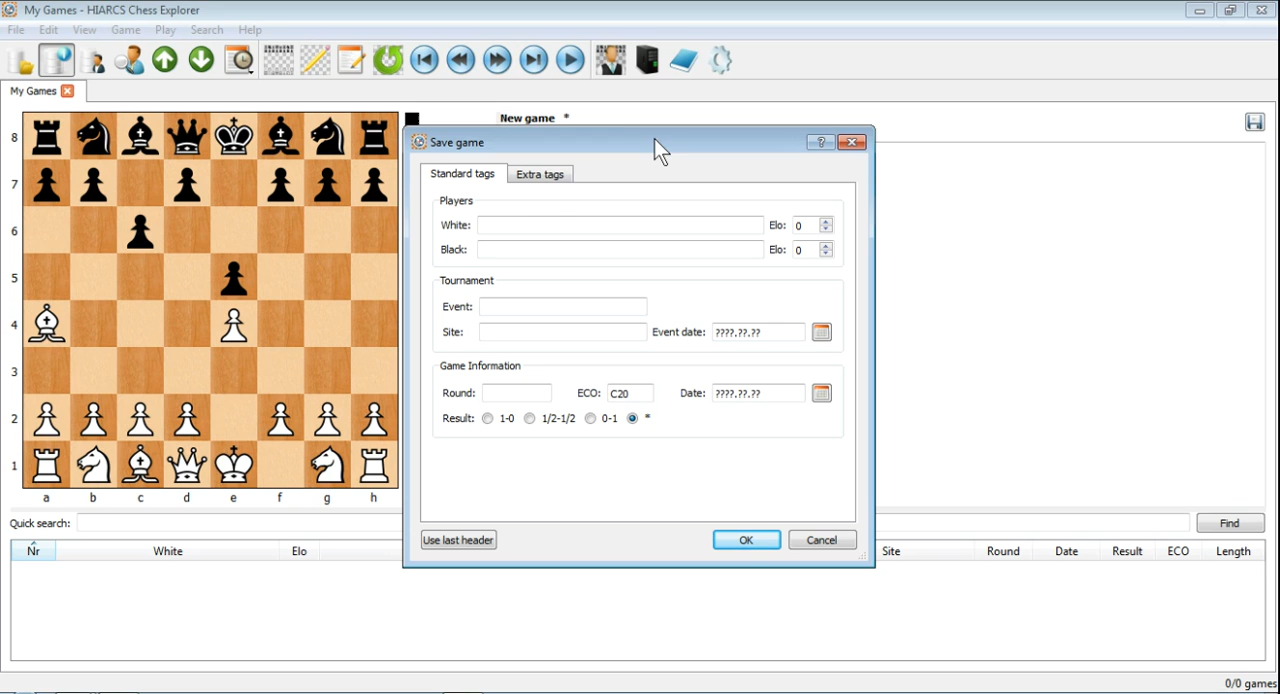 My Games - HIARCS Chess Explorer
File Edit View Game Play Search Help
My Games
New game *
8
7
6
5
4
3
2
1
a b c d e f g h
Save game
Standard tags Extra tags
Players
White: Elo: 0
Black: Elo: 0
Tournament
Event:
Site: Event date: ????.??.??
Game Information
Round: ECO: C20 Date: ????.??.??
Result: 1-0 1/2-1/2 0-1 *
Use last header OK Cancel
Quick search: Find
Nr White Elo Site Round Date Result ECO Length
0/0 games